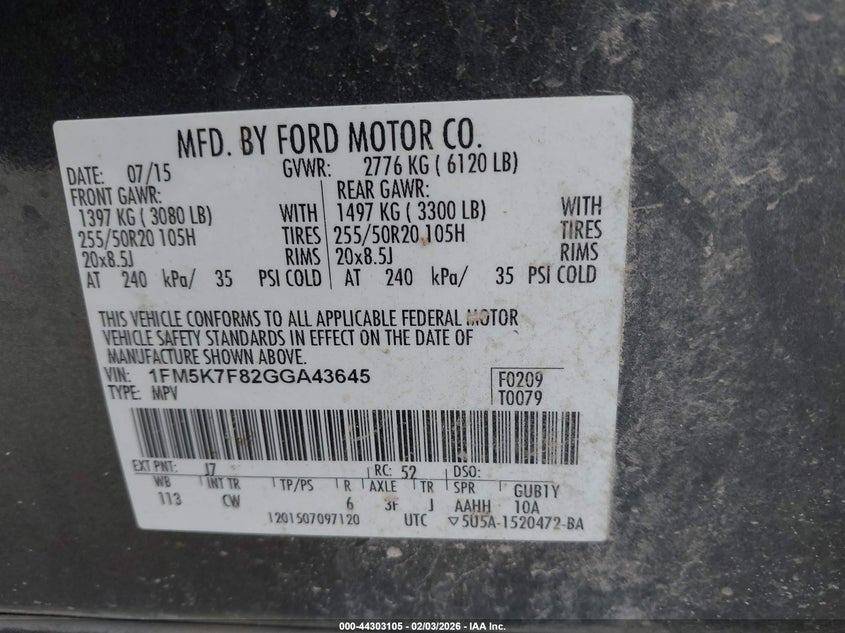 MFD. BY FORD MOTOR CO.
DATE: 07/15 GVWR: 2776 KG ( 6120 LB)
FRONT GAWR: REAR GAWR:
1397 KG ( 3080 LB) WITH 1497 KG ( 3300 LB) WITH
255/50R20 105H TIRES 255/50R20 105H TIRES
20x8.5J RIMS 20x8.5J RIMS
AT 240 kPa/ 35 PSI COLD AT 240 kPa/ 35 PSI COLD
THIS VEHICLE CONFORMS TO ALL APPLICABLE FEDERAL MOTOR
VEHICLE SAFETY STANDARDS IN EFFECT ON THE DATE OF
MANUFACTURE SHOWN ABOVE.
VIN: 1FM5K7F82GGA43645 F0209
TYPE: MPV T0079
EXT PNT: J7 RC: 52 DSO:
WB INT TR TP/PS R AXLE TR SPR GUBTY
113 CW 6 3F J AAHH 10A
1201507097120 UTC ▽5U5A-1520472-BA
000-44303105 - 02/03/2026 - IAA Inc.